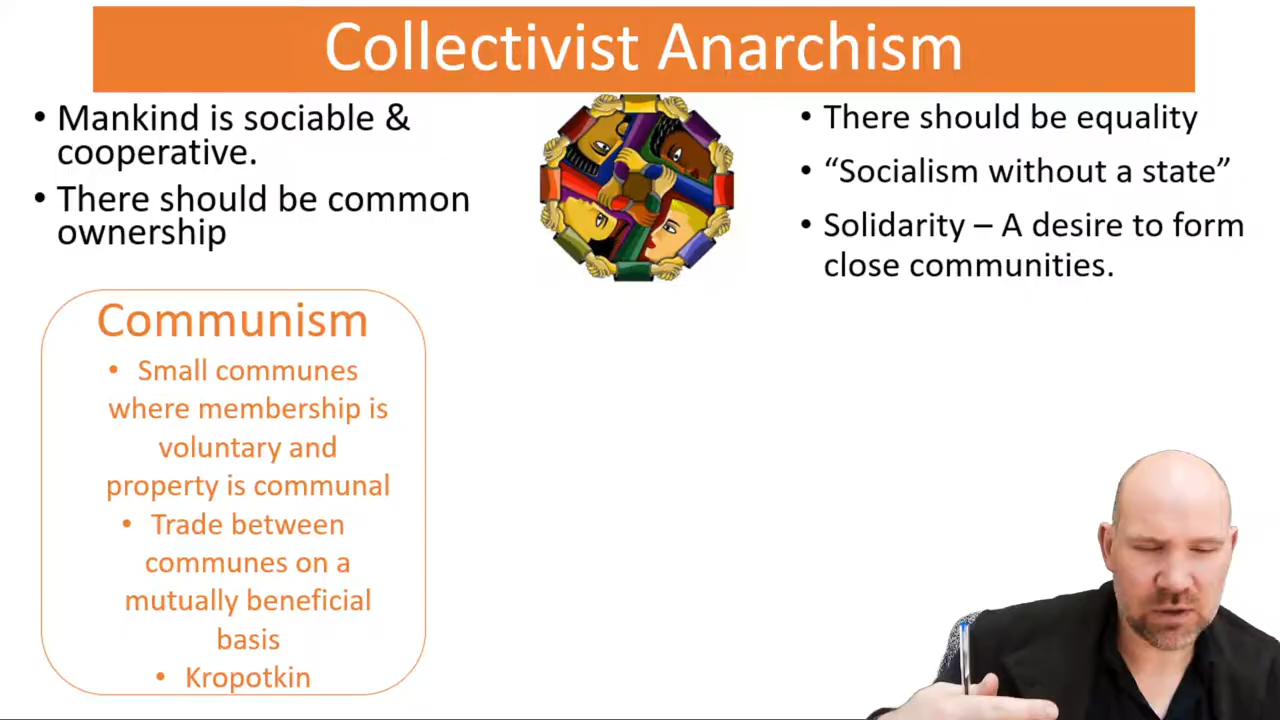 Collectivist Anarchism
• Mankind is sociable &
cooperative.
• There should be common
ownership
• There should be equality
• “Socialism without a state”
• Solidarity – A desire to form
close communities.
Communism
• Small communes
where membership is
voluntary and
property is communal
• Trade between
communes on a
mutually beneficial
basis
• Kropotkin